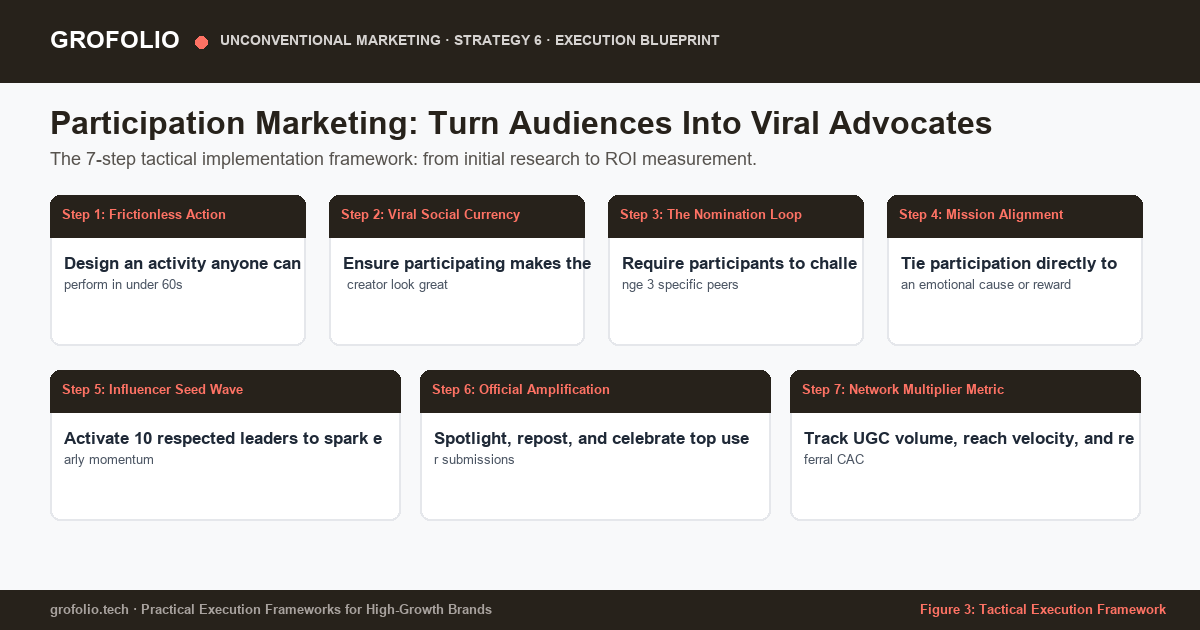 GROFOLIO
UNCONVENTIONAL MARKETING · STRATEGY 6 · EXECUTION BLUEPRINT
Participation Marketing: Turn Audiences Into Viral Advocates
The 7-step tactical implementation framework: from initial research to ROI measurement.
Step 1: Frictionless Action
Design an activity anyone can
perform in under 60s
Step 2: Viral Social Currency
Ensure participating makes the
creator look great
Step 3: The Nomination Loop
Require participants to challe
nge 3 specific peers
Step 4: Mission Alignment
Tie participation directly to
an emotional cause or reward
Step 5: Influencer Seed Wave
Activate 10 respected leaders to spark e
arly momentum
Step 6: Official Amplification
Spotlight, repost, and celebrate top use
r submissions
Step 7: Network Multiplier Metric
Track UGC volume, reach velocity, and re
ferral CAC
grofolio.tech · Practical Execution Frameworks for High-Growth Brands
Figure 3: Tactical Execution Framework